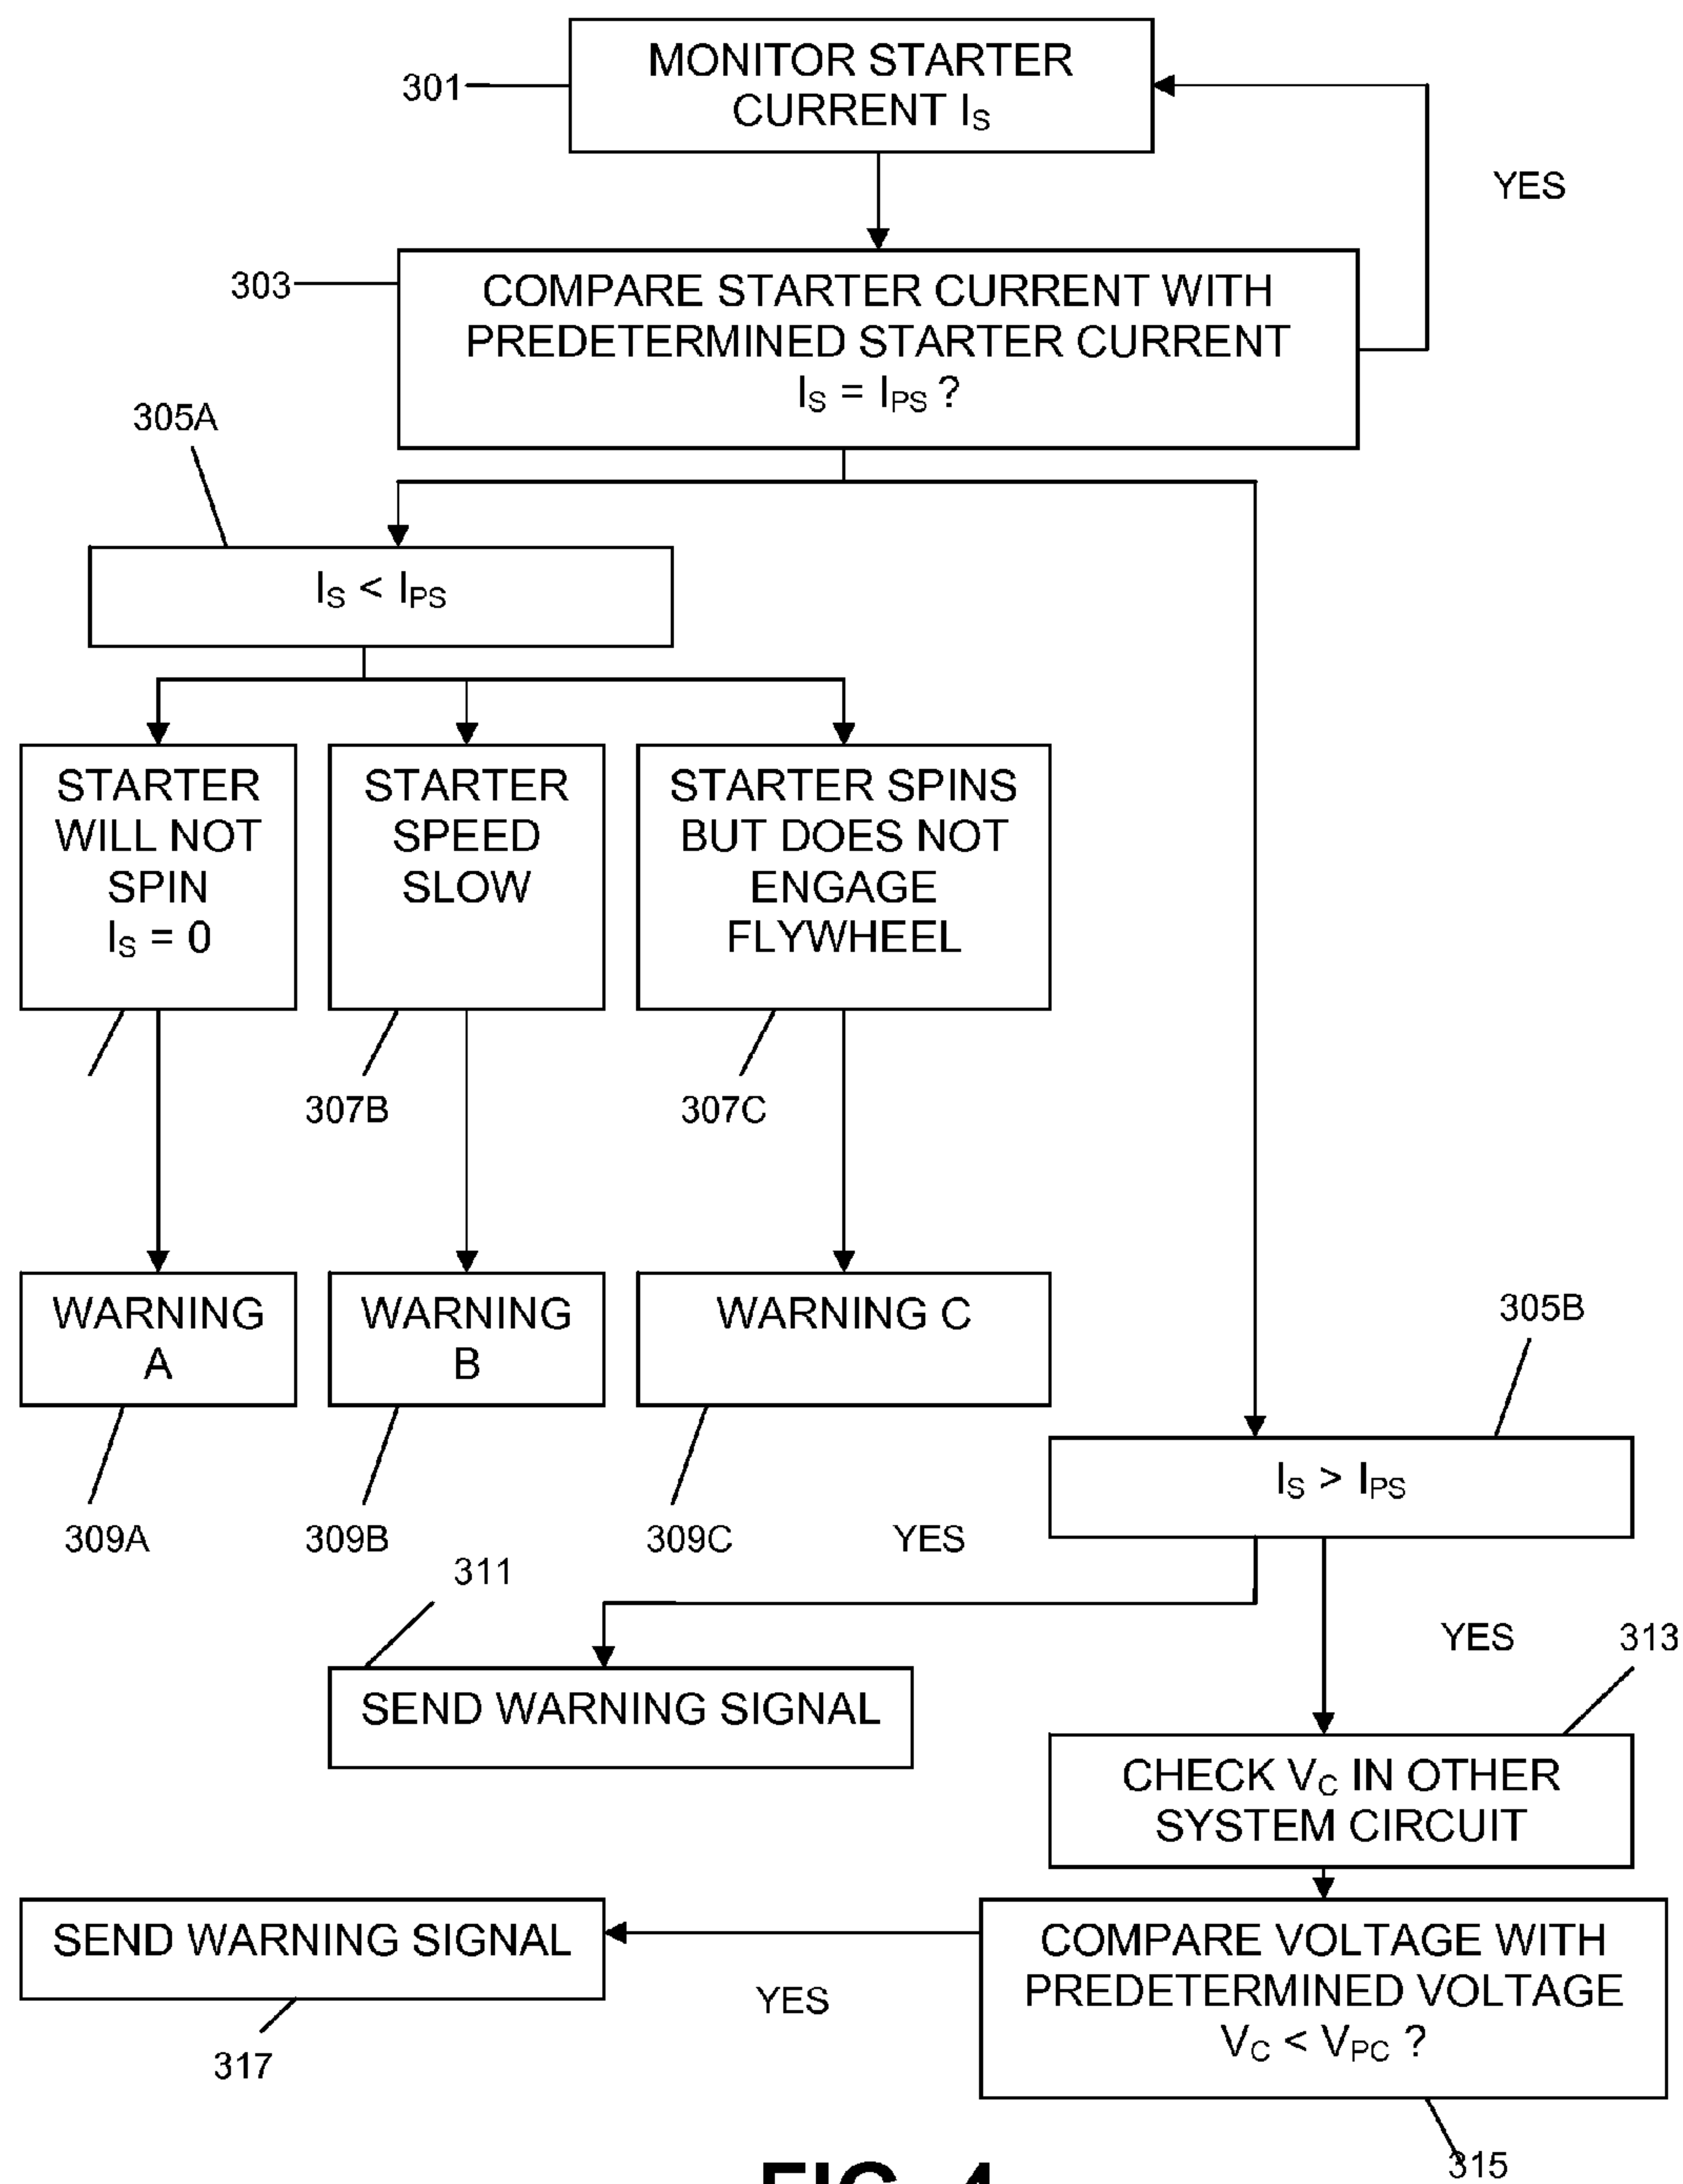 MONITOR STARTER
CURRENT IS
301
YES
303
COMPARE STARTER CURRENT WITH
PREDETERMINED STARTER CURRENT
IS = IPS ?
305A
IS < IPS
STARTER
WILL NOT
SPIN
IS = 0
STARTER
SPEED
SLOW
STARTER SPINS
BUT DOES NOT
ENGAGE
FLYWHEEL
307B
307C
WARNING
A
WARNING
B
WARNING C
305B
IS > IPS
309A
309B
309C
YES
311
YES
313
SEND WARNING SIGNAL
CHECK VC IN OTHER
SYSTEM CIRCUIT
SEND WARNING SIGNAL
YES
COMPARE VOLTAGE WITH
PREDETERMINED VOLTAGE
VC < VPC ?
317
315
FIG. 4